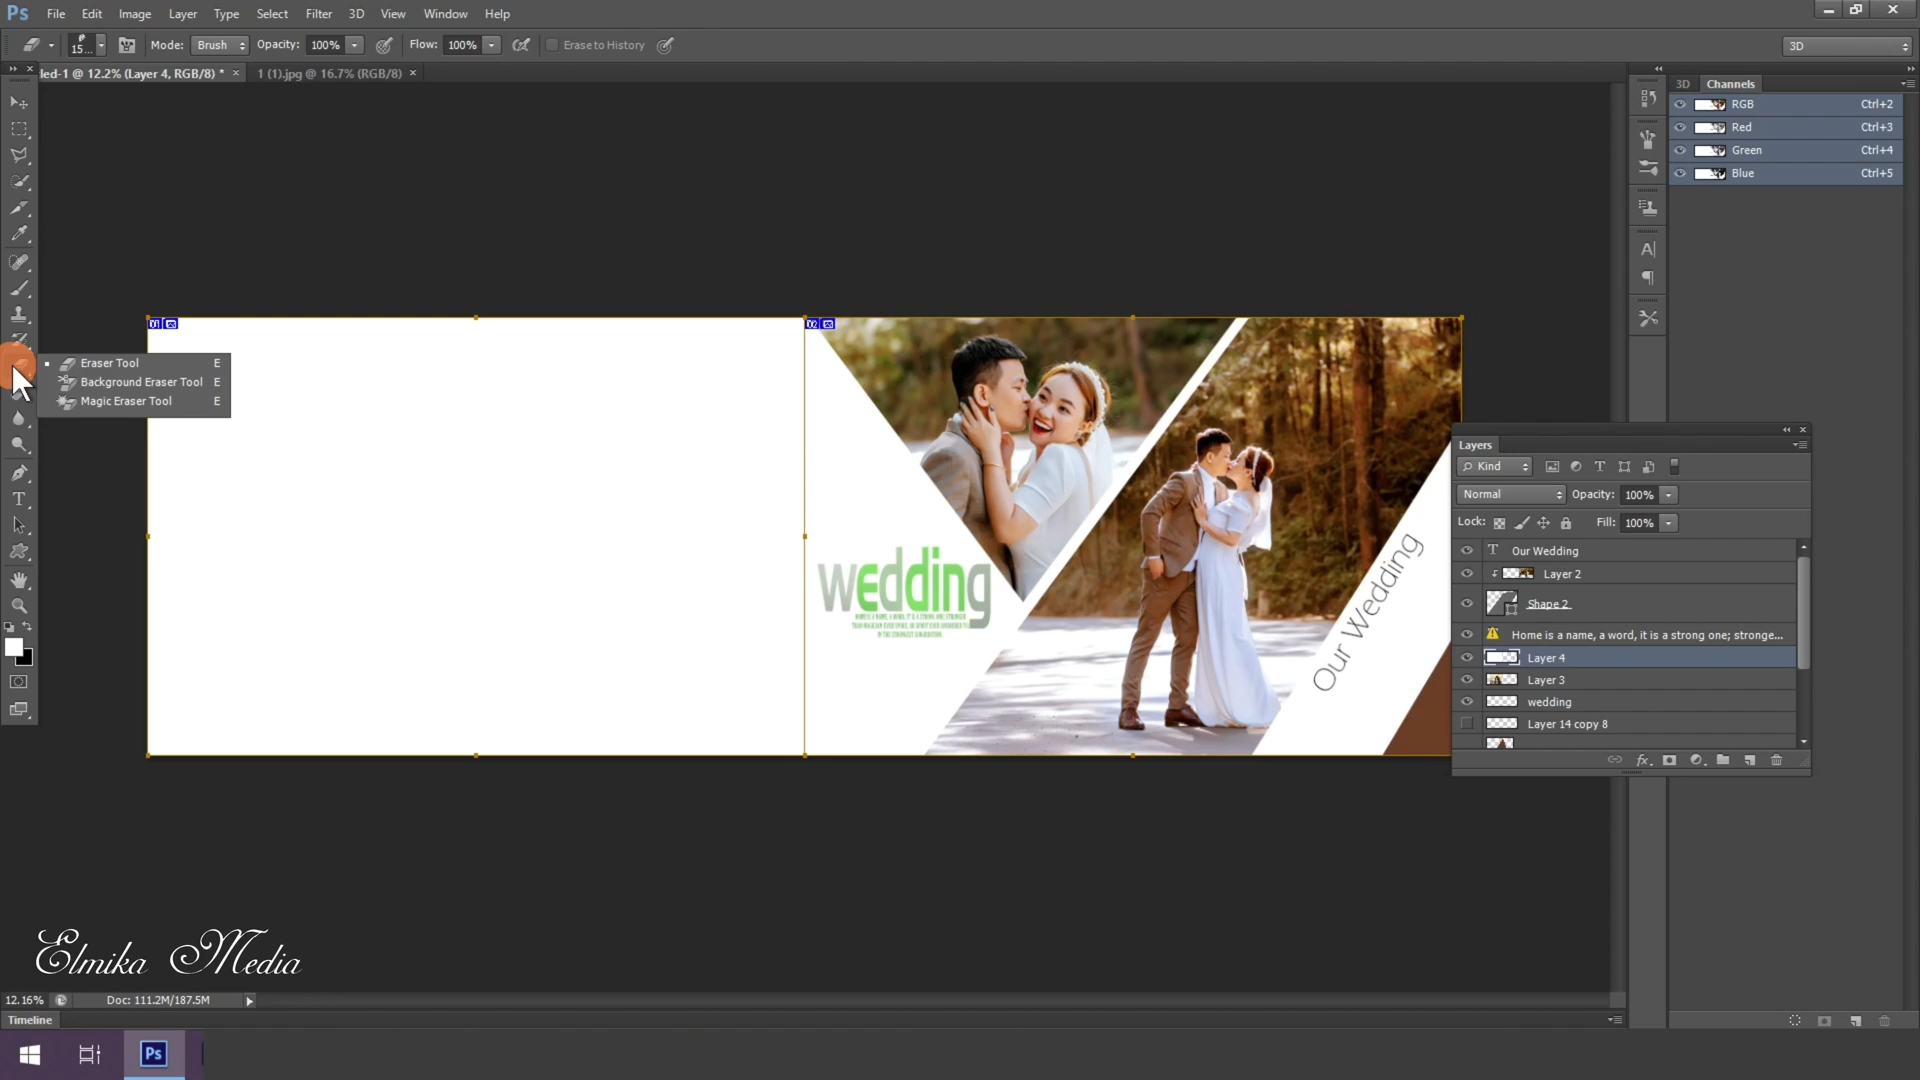 Ps File Edit Image Layer Type Select Filter 3D View Window Help
15... Mode: Brush Opacity: 100% Flow: 100% Erase to History 3D
led-1 @ 12.2% (Layer 4, RGB/8) * × 1 (1).jpg @ 16.7% (RGB/8) ×
3D Channels
RGB Ctrl+2
Red Ctrl+3
Green Ctrl+4
Blue Ctrl+5
01 02
Eraser Tool E
Background Eraser Tool E
Magic Eraser Tool E
wedding
Our Wedding
Layers
Kind
Normal Opacity: 100%
Lock: Fill: 100%
T Our Wedding
Layer 2
Shape 2
Home is a name, a word, it is a strong one; stronge...
Layer 4
Layer 3
wedding
Layer 14 copy 8
fx
Elmika Media
12.16% Doc: 111.2M/187.5M
Timeline
Ps